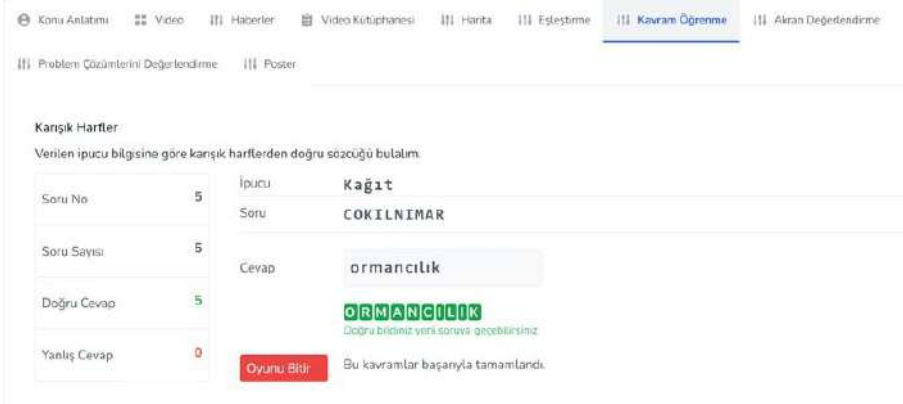 Konu Anlatımı Video Haberler Video Kütüphanesi Harita Eşleştirme Kavram Öğrenme Akran Değerlendirme
Problem Çözümlerini Değerlendirme Poster
Karışık Harfler
Verilen ipucu bilgisine göre karışık harflerden doğru sözcüğü bulalım.
Soru No 5
Soru Sayısı 5
Doğru Cevap 5
Yanlış Cevap 0
İpucu Kağıt
Soru COKILNIMAR
Cevap ormancılık
ORMANCILIK
Doğru bildiniz yeni soruya geçebilirsiniz
Oyunu Bitir Bu kavramlar başarıyla tamamlandı.